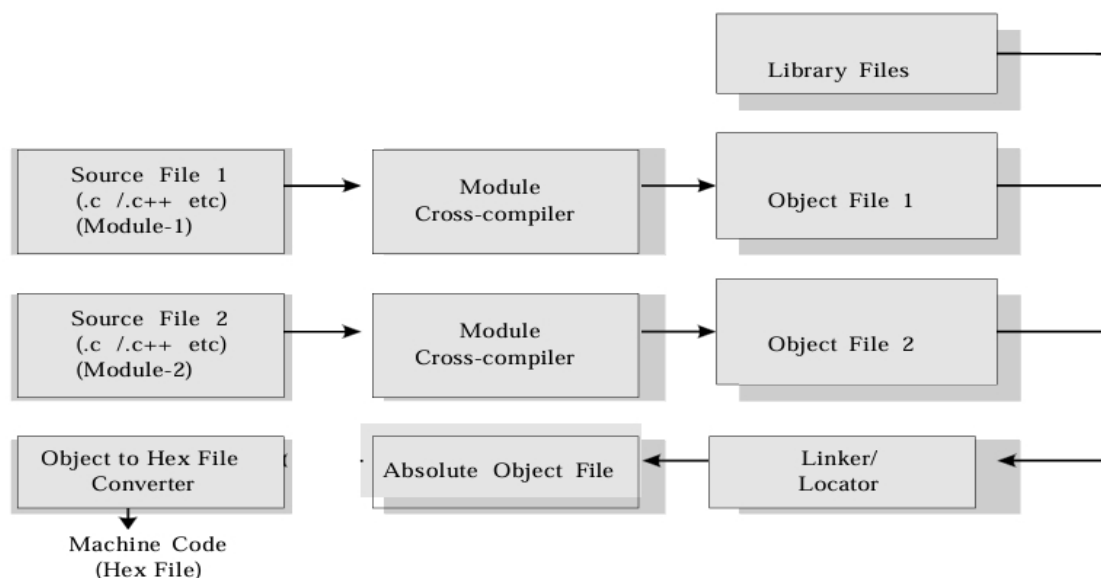 Library Files
Source File 1
(.c /.c++ etc)
(Module-1)
Module
Cross-compiler
Object File 1
Source File 2
(.c /.c++ etc)
(Module-2)
Module
Cross-compiler
Object File 2
Object to Hex File
Converter
Absolute Object File
Linker/
Locator
Machine Code
(Hex File)